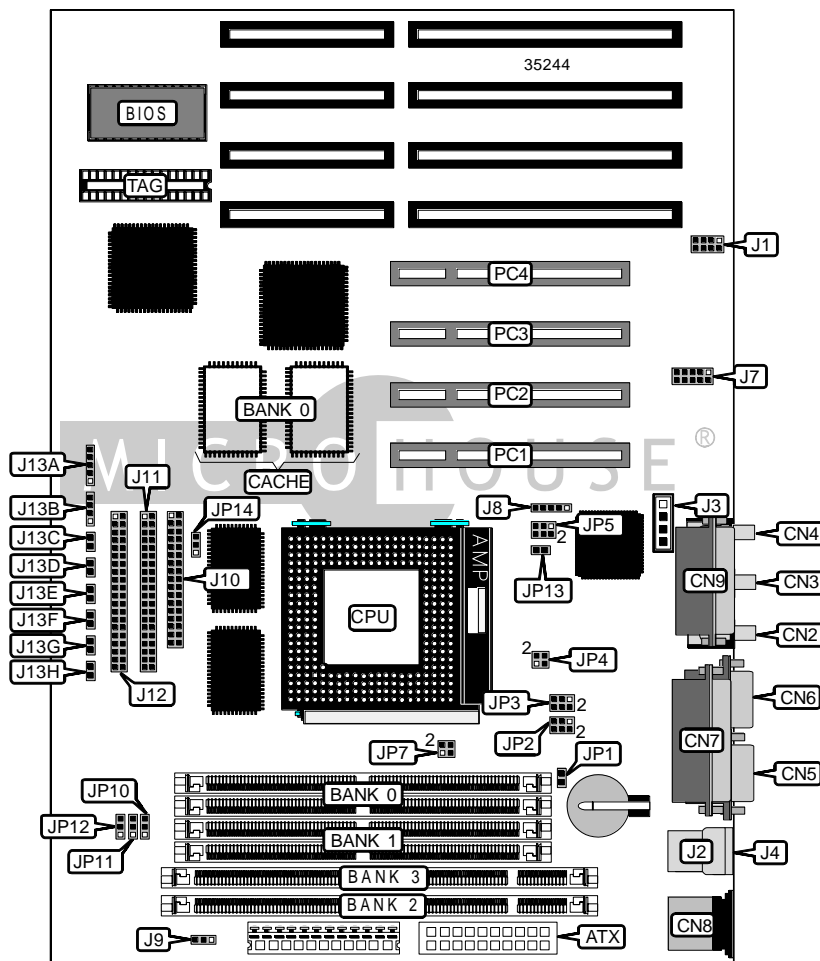 35244
BIOS
TAG
J1
PC4
PC3
J7
PC2
BANK 0
MICRO HOUSE ®
PC1
J13A
J11
CACHE
J8
J3
J13B
JP14
JP5
2
CN4
J13C
AMP
J13D
J10
JP13
CN9
CN3
J13E
CPU
J13F
CN2
J13G
2
JP4
J13H
J12
JP3
2
CN6
JP2
2
CN7
JP7
2
JP1
CN5
JP10
BANK 0
JP12
BANK 1
JP11
J2
J4
BANK 3
BANK 2
CN8
J9
ATX